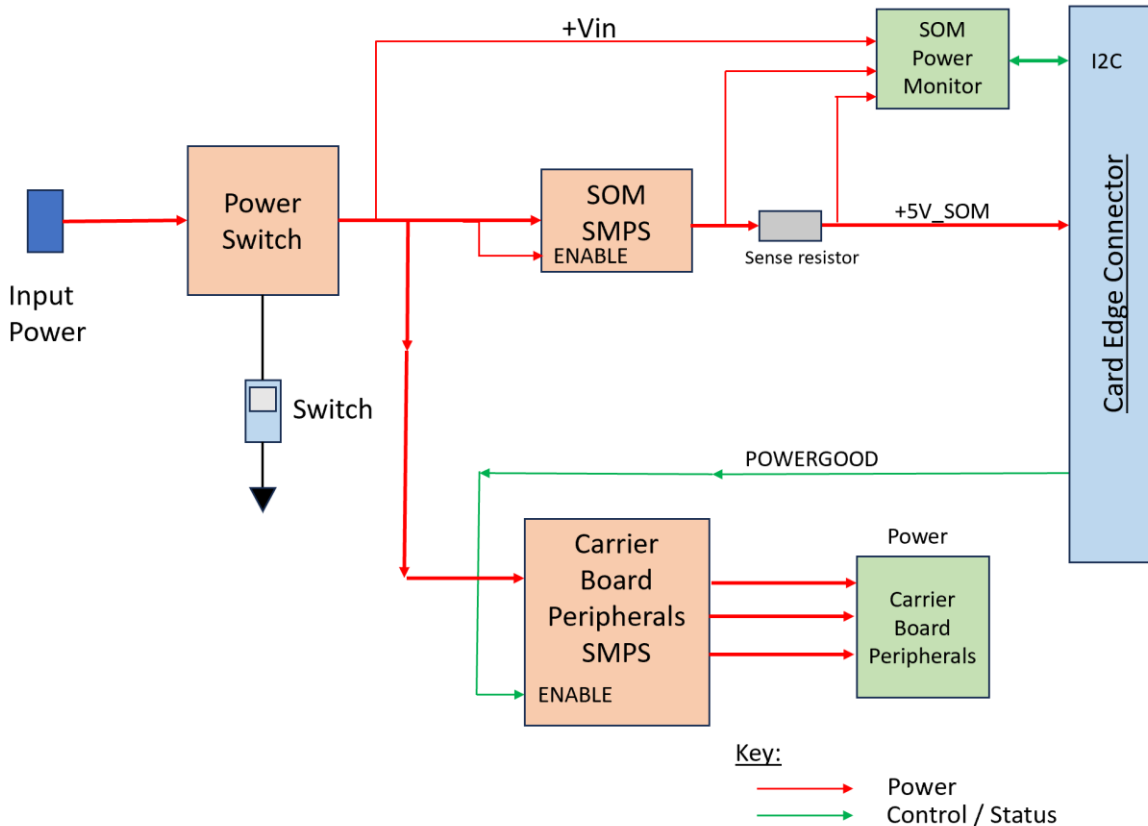 +Vin
SOM
Power
Monitor
I2C
Power
Switch
SOM
SMPS
ENABLE
+5V_SOM
Sense resistor
Card Edge Connector
Input
Power
Switch
POWERGOOD
Carrier
Board
Peripherals
SMPS
ENABLE
Power
Carrier
Board
Peripherals
Key:
Power
Control / Status